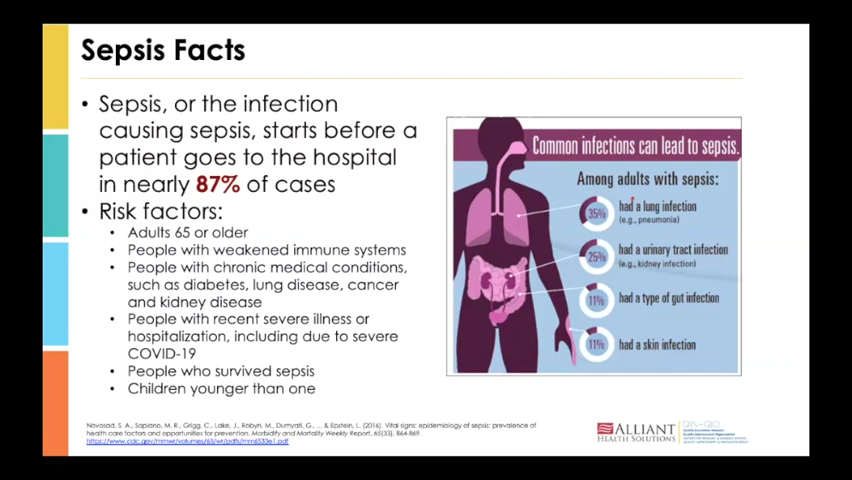 Sepsis Facts
• Sepsis, or the infection
causing sepsis, starts before a
patient goes to the hospital
in nearly 87% of cases
• Risk factors:
• Adults 65 or older
• People with weakened immune systems
• People with chronic medical conditions,
such as diabetes, lung disease, cancer
and kidney disease
• People with recent severe illness or
hospitalization, including due to severe
COVID-19
• People who survived sepsis
• Children younger than one
Common infections can lead to sepsis.
Among adults with sepsis:
35% had a lung infection
(e.g., pneumonia)
25% had a urinary tract infection
(e.g., kidney infection)
11% had a type of gut infection
11% had a skin infection
Novosad, S. A., Sapiano, M. R., Grigg, C., Lake, J., Robyn, M., Dumyati, G., ... & Epstein, L. (2016). Vital signs: epidemiology of sepsis: prevalence of
health care factors and opportunities for prevention. Morbidity and Mortality Weekly Report, 65(33), 864-869.
https://www.cdc.gov/mmwr/volumes/65/wr/pdfs/mm6533e1.pdf
ALLIANT
HEALTH SOLUTIONS
QIN-QIO